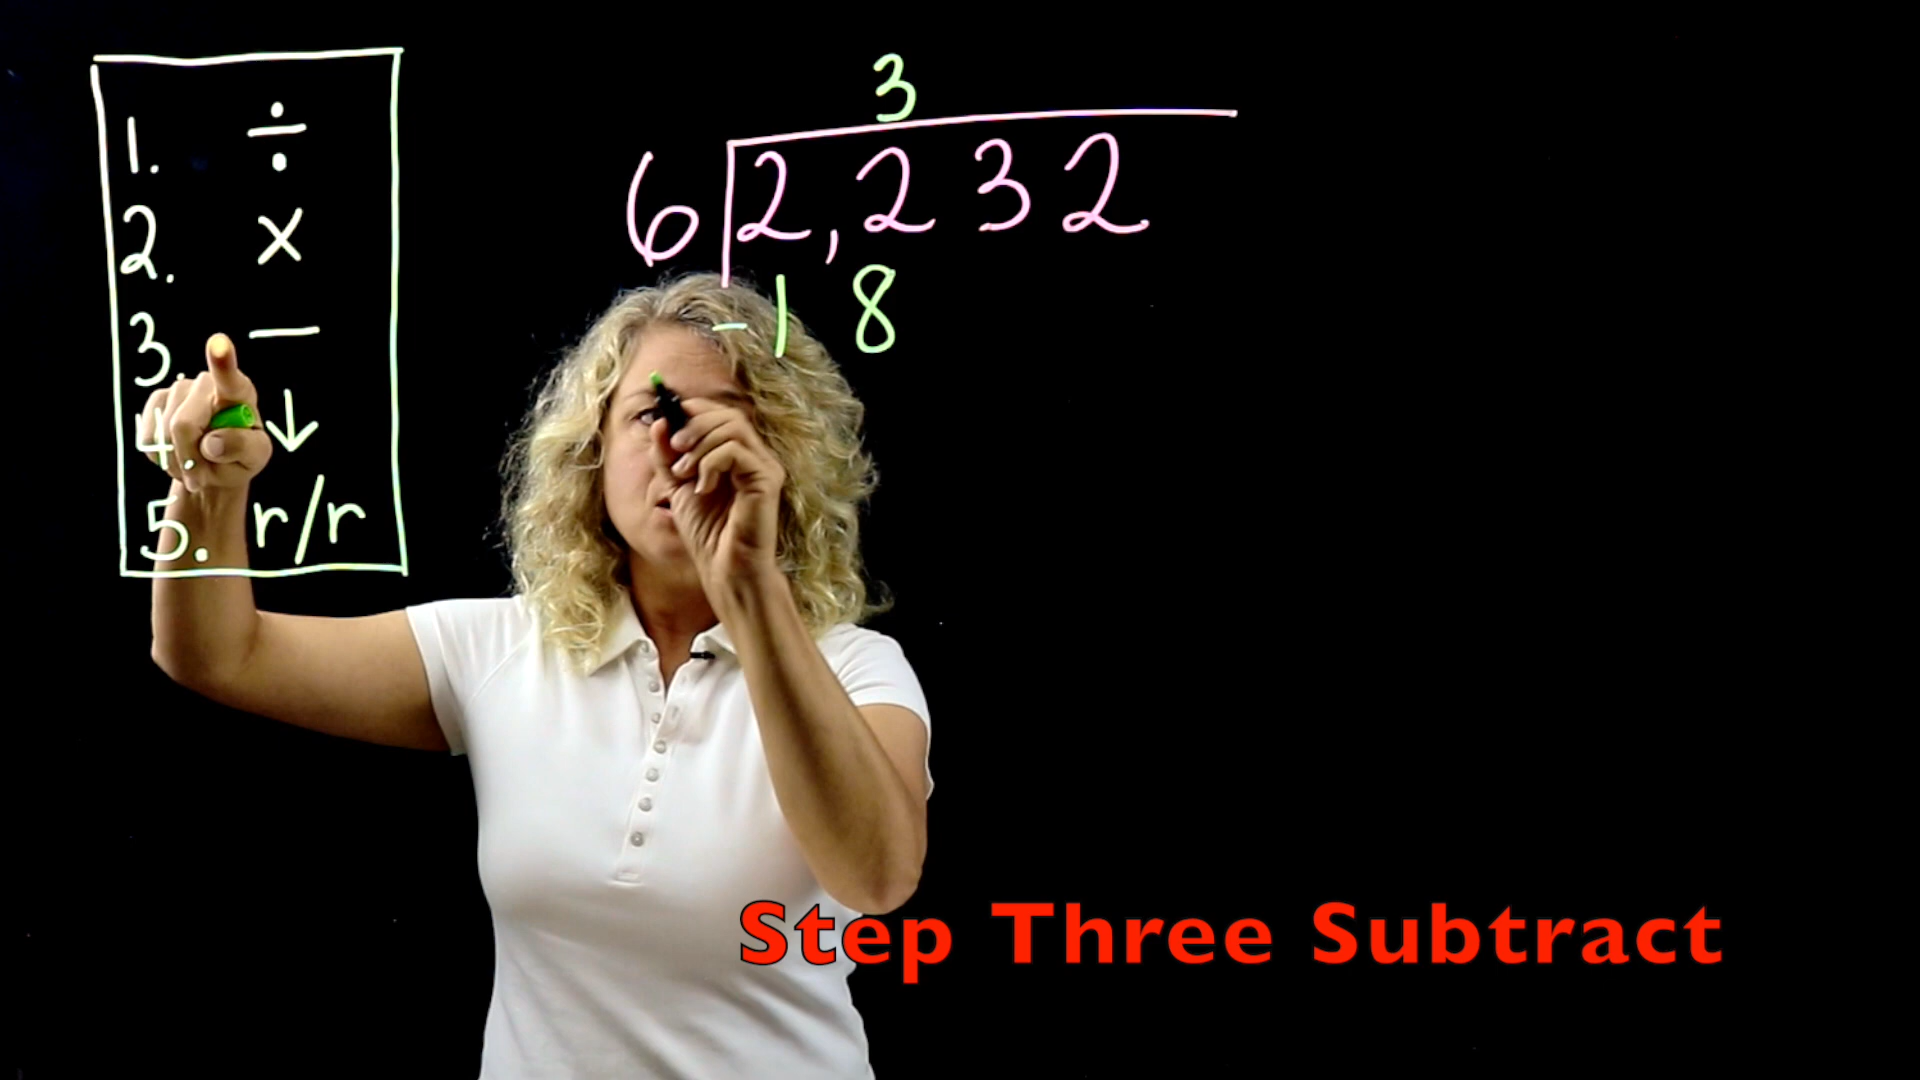 1. ÷
2. x
3. —
4. ↓
5. r/r
3
6 2,232
-18
Step Three Subtract